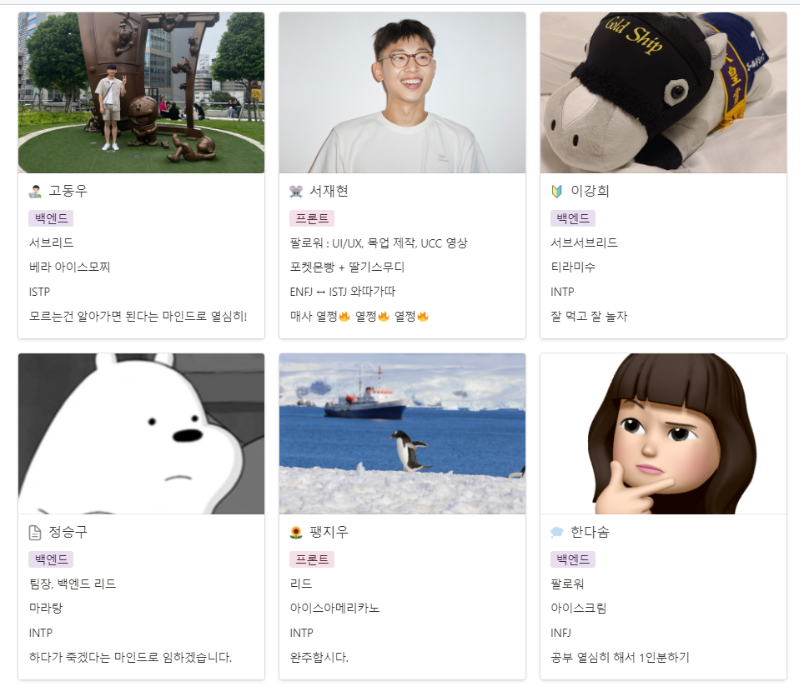 Gold Ship
고동우
백엔드
서브리드
베라 아이스모찌
ISTP
모르는건 알아가면 된다는 마인드로 열심히!
서재현
프론트
팔로워 : UI/UX, 목업 제작, UCC 영상
포켓몬빵 + 딸기스무디
ENFJ ↔ ISTJ 와따가따
매사 열쩡🔥 열쩡🔥 열쩡🔥
이강희
백엔드
서브서브리드
티라미수
INTP
잘 먹고 잘 놀자
정승구
백엔드
팀장, 백엔드 리드
마라탕
INTP
하다가 죽겠다는 마인드로 임하겠습니다.
팽지우
프론트
리드
아이스아메리카노
INTP
완주합시다.
한다솜
백엔드
팔로워
아이스크림
INFJ
공부 열심히 해서 1인분하기